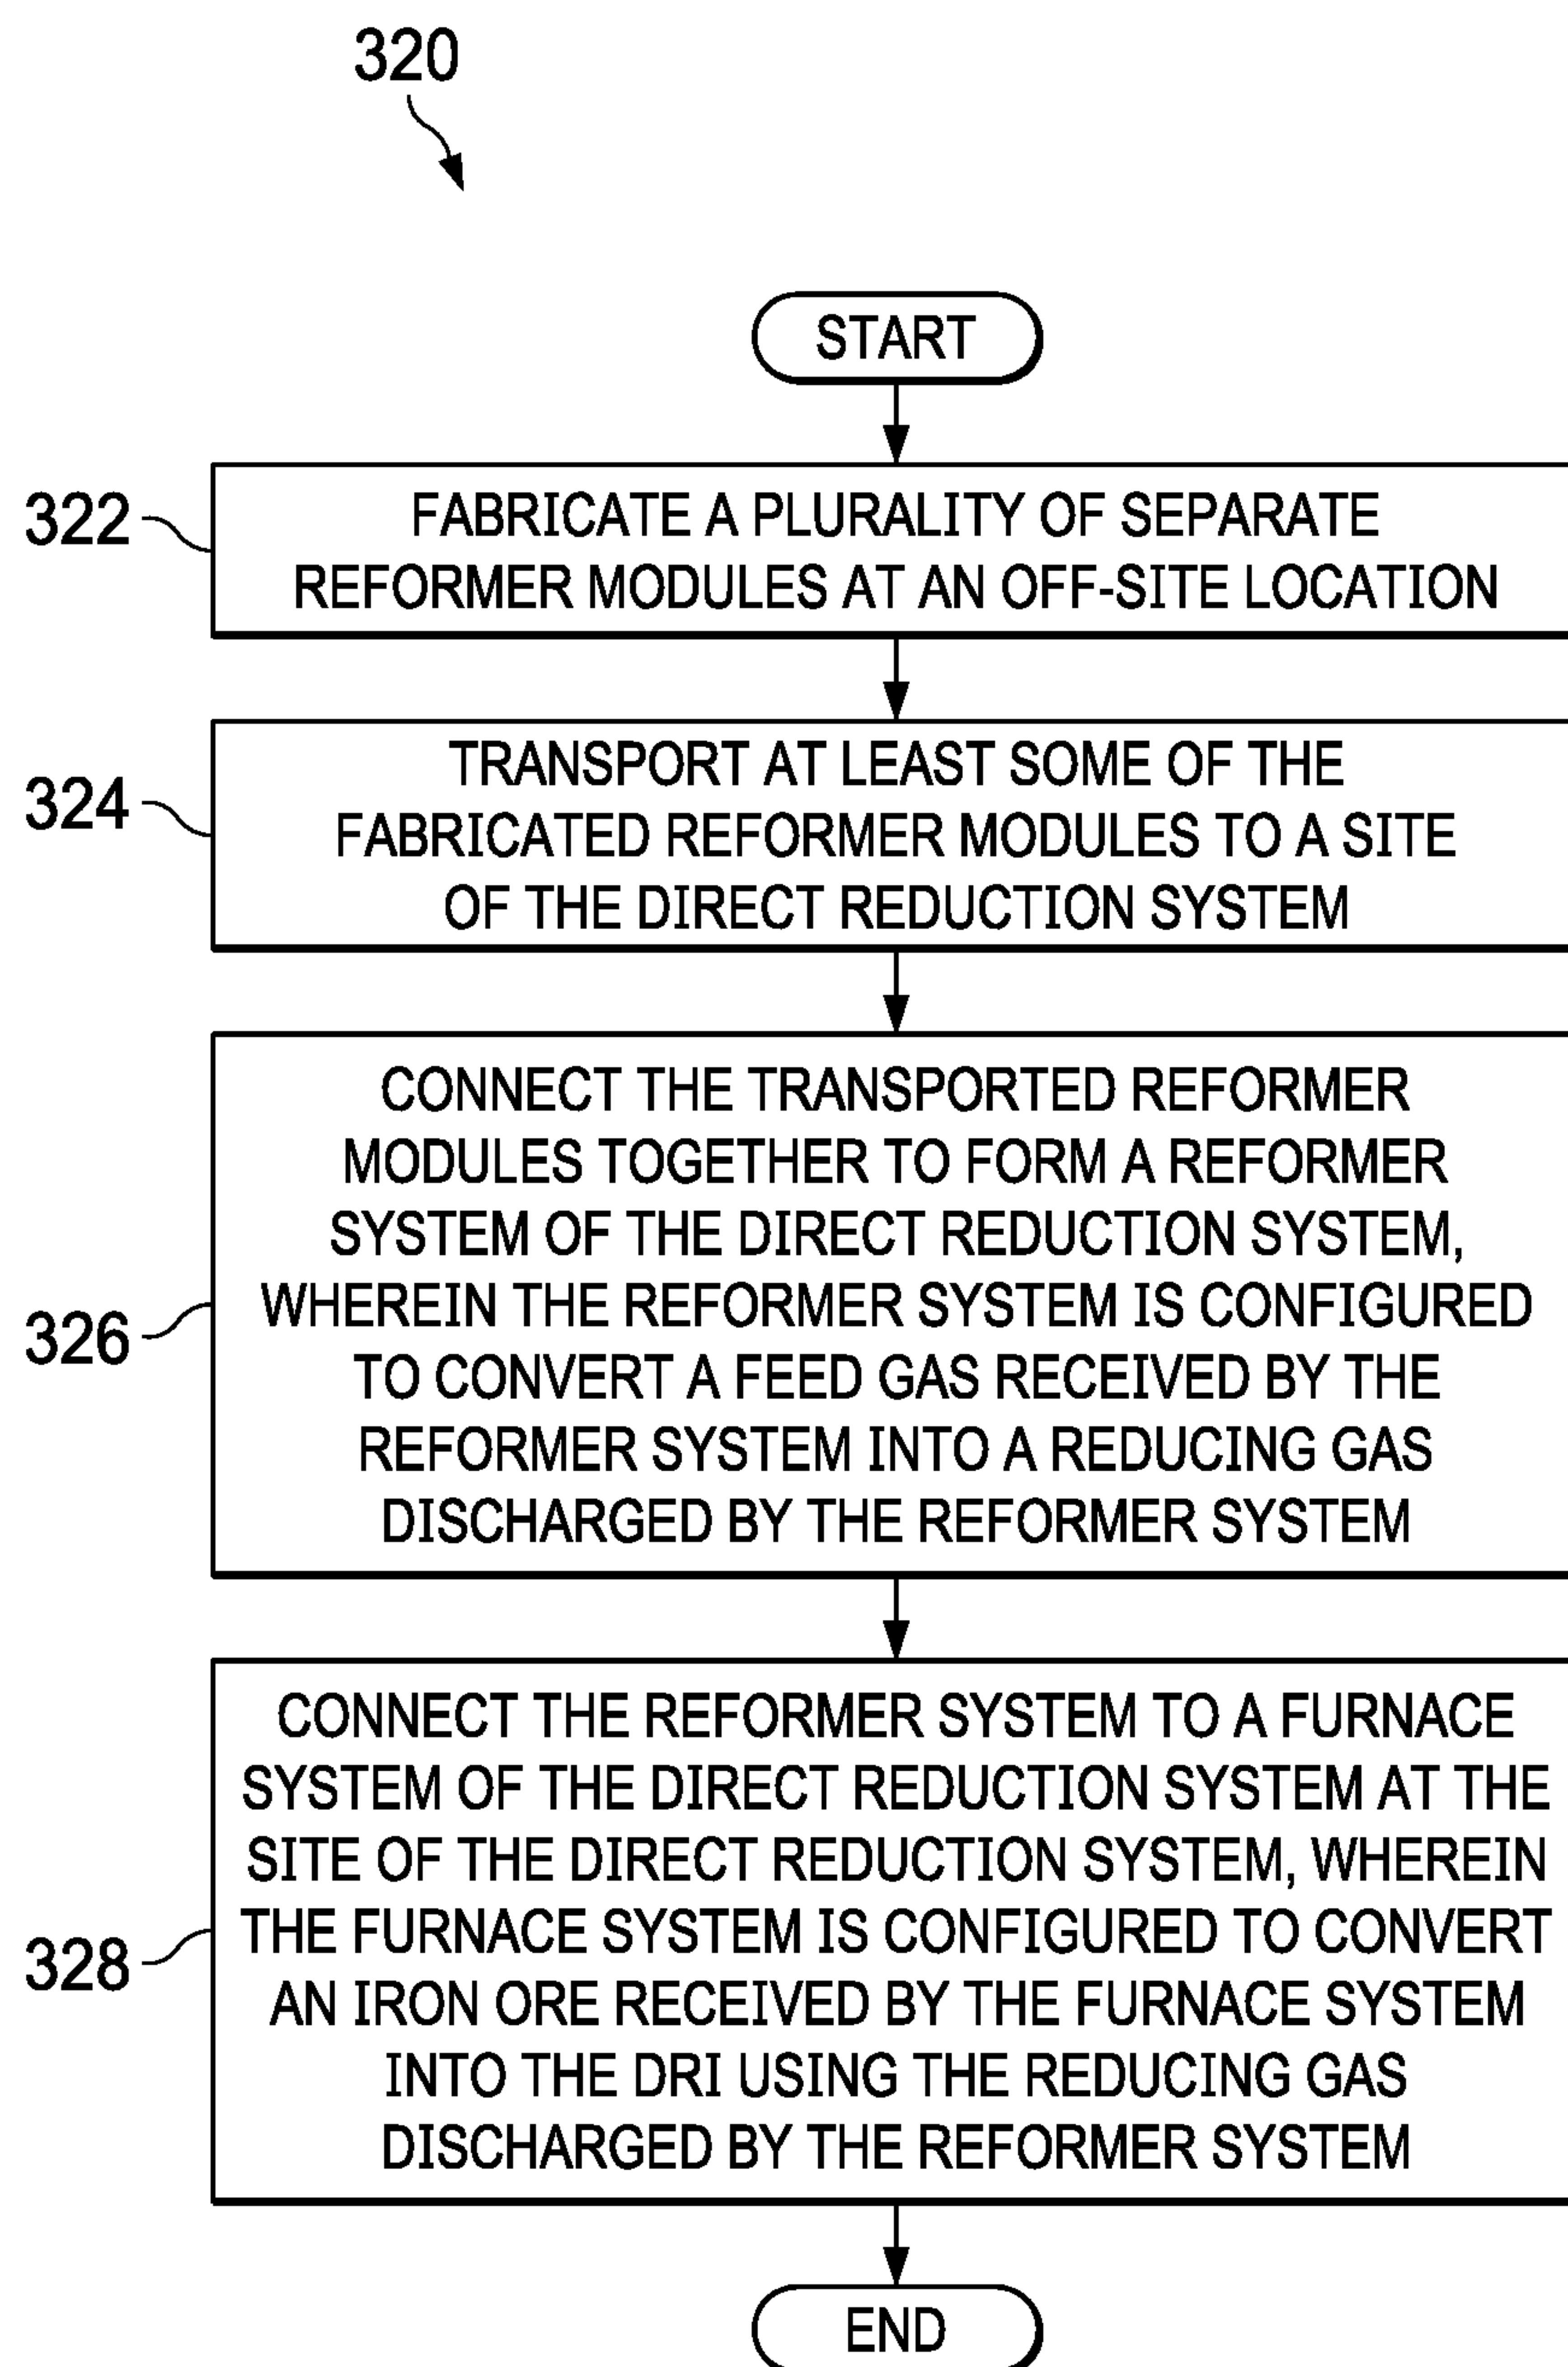 320
START
322
FABRICATE A PLURALITY OF SEPARATE
REFORMER MODULES AT AN OFF-SITE LOCATION
324
TRANSPORT AT LEAST SOME OF THE
FABRICATED REFORMER MODULES TO A SITE
OF THE DIRECT REDUCTION SYSTEM
326
CONNECT THE TRANSPORTED REFORMER
MODULES TOGETHER TO FORM A REFORMER
SYSTEM OF THE DIRECT REDUCTION SYSTEM,
WHEREIN THE REFORMER SYSTEM IS CONFIGURED
TO CONVERT A FEED GAS RECEIVED BY THE
REFORMER SYSTEM INTO A REDUCING GAS
DISCHARGED BY THE REFORMER SYSTEM
328
CONNECT THE REFORMER SYSTEM TO A FURNACE
SYSTEM OF THE DIRECT REDUCTION SYSTEM AT THE
SITE OF THE DIRECT REDUCTION SYSTEM, WHEREIN
THE FURNACE SYSTEM IS CONFIGURED TO CONVERT
AN IRON ORE RECEIVED BY THE FURNACE SYSTEM
INTO THE DRI USING THE REDUCING GAS
DISCHARGED BY THE REFORMER SYSTEM
END